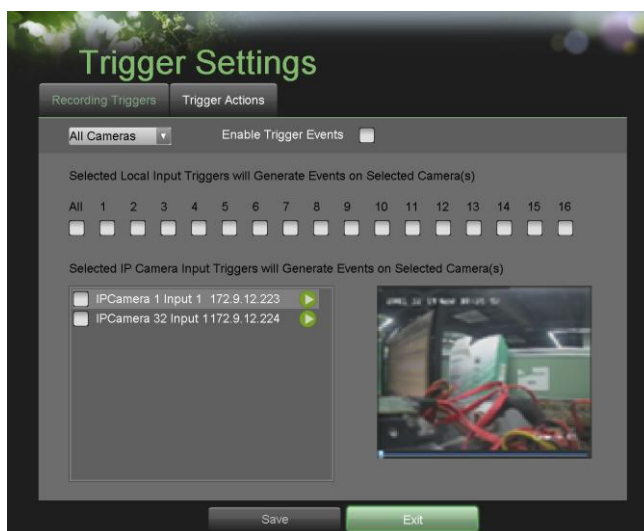 Trigger Settings
Recording Triggers Trigger Actions
All Cameras Enable Trigger Events
Selected Local Input Triggers will Generate Events on Selected Camera(s)
All 1 2 3 4 5 6 7 8 9 10 11 12 13 14 15 16
Selected IP Camera Input Triggers will Generate Events on Selected Camera(s)
IPCamera 1 Input 1 172.9.12.223
IPCamera 32 Input 1 172.9.12.224
Save Exit